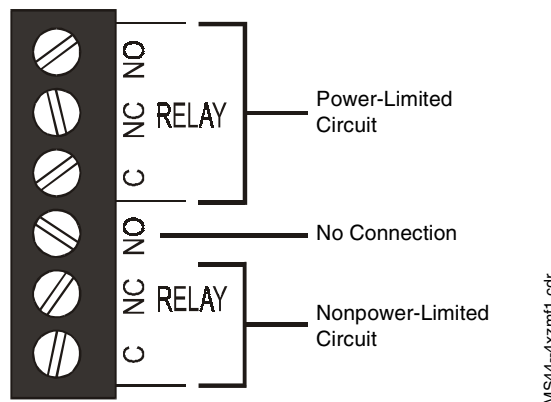 NO
NC RELAY
C
Power-Limited
Circuit
NO
No Connection
NC RELAY
C
Nonpower-Limited
Circuit